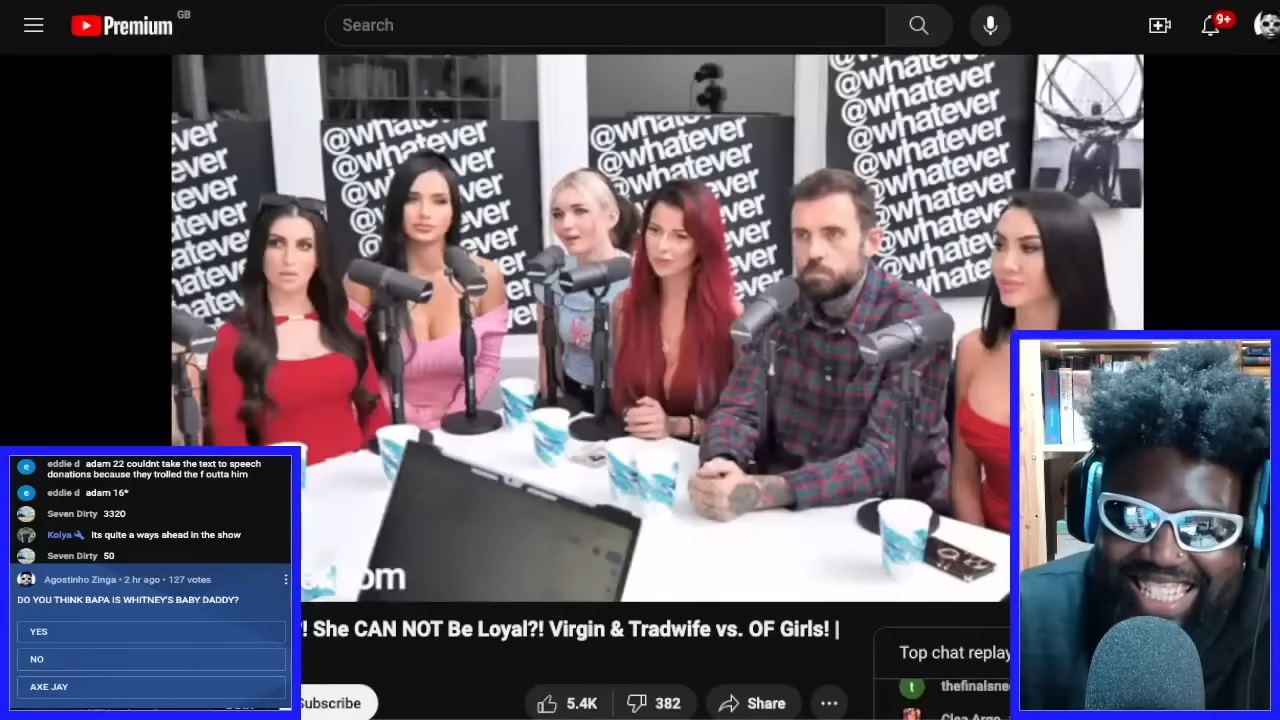 Premium
GB
Search
9+
@whatever
@whatever
@whatever
@whatever
eddie d adam 22 couldnt take the text to speech
donations because they trolled the f outta him
eddie d adam 16*
Seven Dirty 3320
Kolya Its quite a ways ahead in the show
Seven Dirty 50
Agostinho Zinga • 2 hr ago • 127 votes
DO YOU THINK BAPA IS WHITNEY'S BABY DADDY?
YES
NO
AXE JAY
?! She CAN NOT Be Loyal?! Virgin & Tradwife vs. OF Girls! |
Subscribe
5.4K
382
Share
Top chat replay
thefinalsne